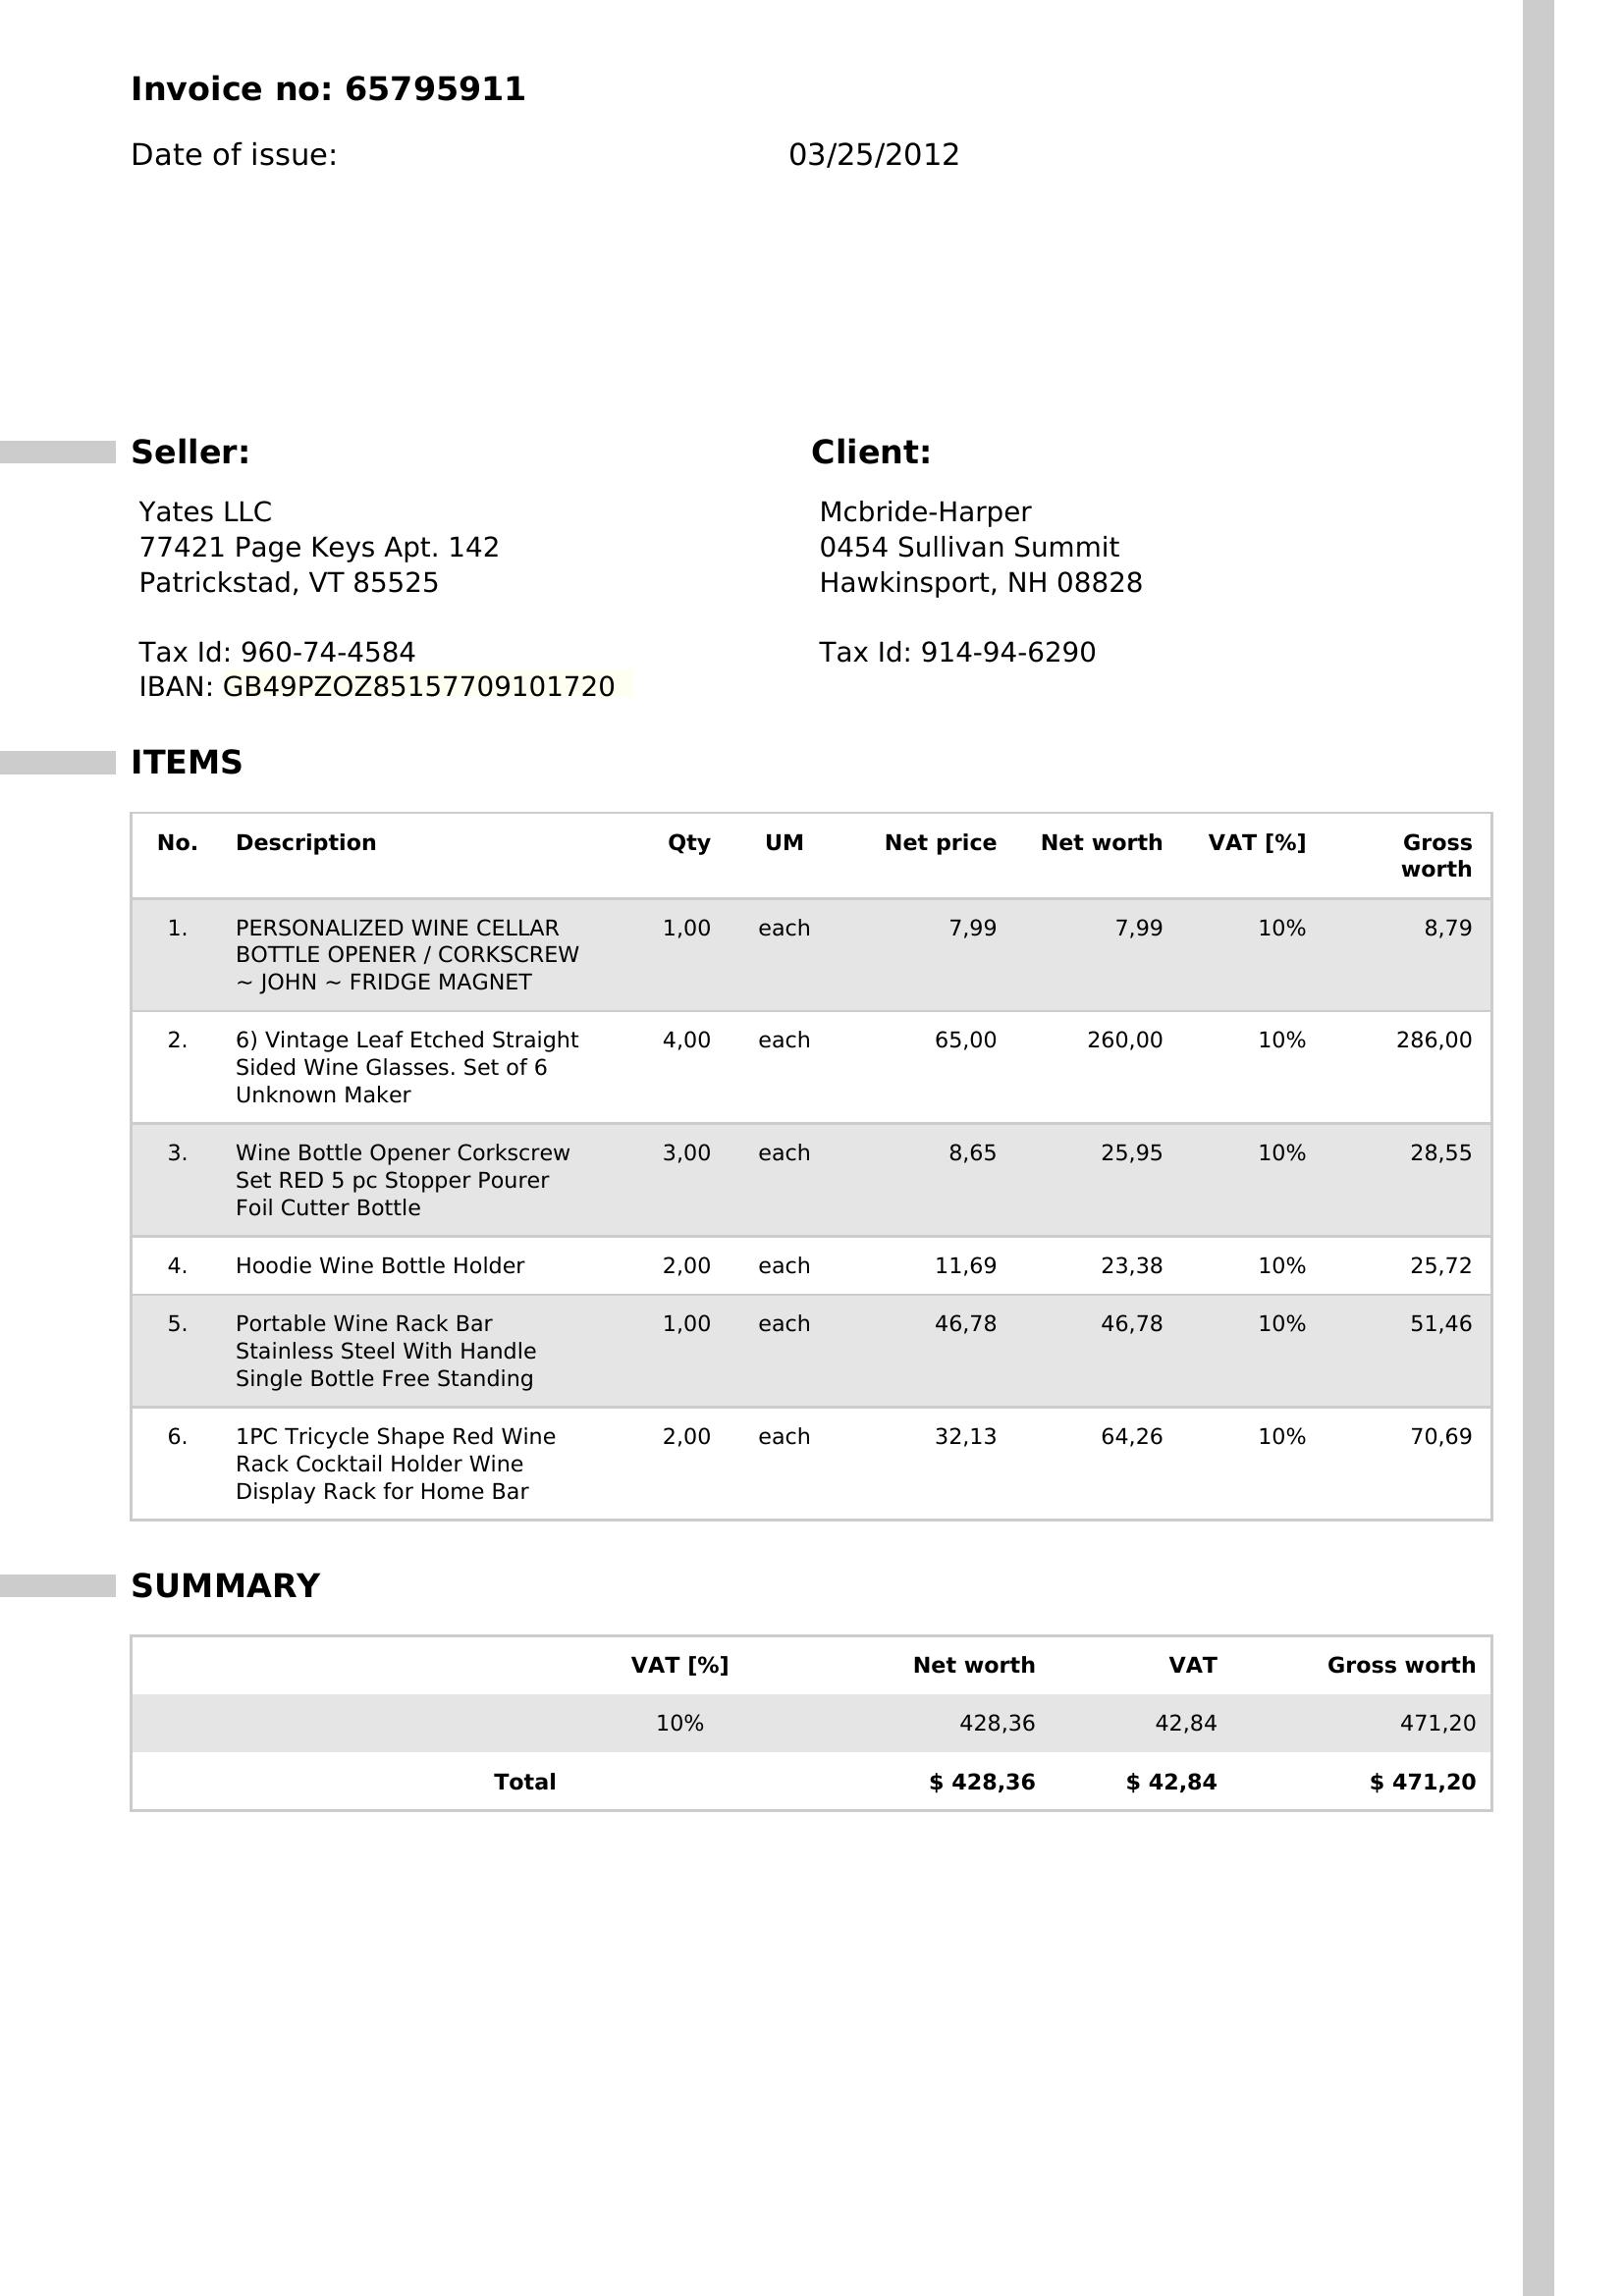 Invoice no: 65795911
Date of issue: 03/25/2012
Seller: Client:
Yates LLC
77421 Page Keys Apt. 142
Patrickstad, VT 85525
Tax Id: 960-74-4584
IBAN: GB49PZOZ85157709101720
Mcbride-Harper
0454 Sullivan Summit
Hawkinsport, NH 08828
Tax Id: 914-94-6290
ITEMS
No. Description Qty UM Net price Net worth VAT [%] Gross
worth
1. PERSONALIZED WINE CELLAR 1,00 each 7,99 7,99 10% 8,79
BOTTLE OPENER / CORKSCREW
~ JOHN ~ FRIDGE MAGNET
2. 6) Vintage Leaf Etched Straight 4,00 each 65,00 260,00 10% 286,00
Sided Wine Glasses. Set of 6
Unknown Maker
3. Wine Bottle Opener Corkscrew 3,00 each 8,65 25,95 10% 28,55
Set RED 5 pc Stopper Pourer
Foil Cutter Bottle
4. Hoodie Wine Bottle Holder 2,00 each 11,69 23,38 10% 25,72
5. Portable Wine Rack Bar 1,00 each 46,78 46,78 10% 51,46
Stainless Steel With Handle
Single Bottle Free Standing
6. 1PC Tricycle Shape Red Wine 2,00 each 32,13 64,26 10% 70,69
Rack Cocktail Holder Wine
Display Rack for Home Bar
SUMMARY
VAT [%] Net worth VAT Gross worth
10% 428,36 42,84 471,20
Total $ 428,36 $ 42,84 $ 471,20